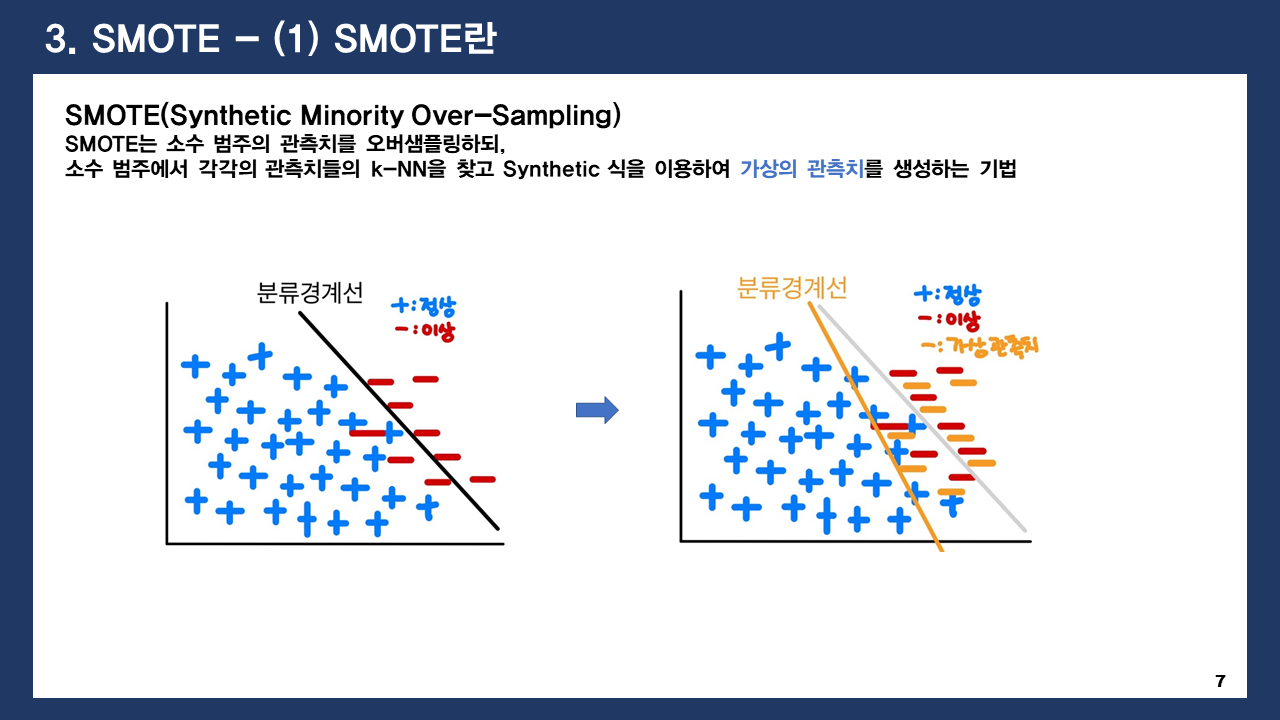 3. SMOTE – (1) SMOTE란
SMOTE(Synthetic Minority Over-Sampling)
SMOTE는 소수 범주의 관측치를 오버샘플링하되,
소수 범주에서 각각의 관측치들의 k-NN을 찾고 Synthetic 식을 이용하여 가상의 관측치를 생성하는 기법
분류경계선
+:정상
-:이상
분류경계선
+:정상
-:이상
-:가상관측치
7